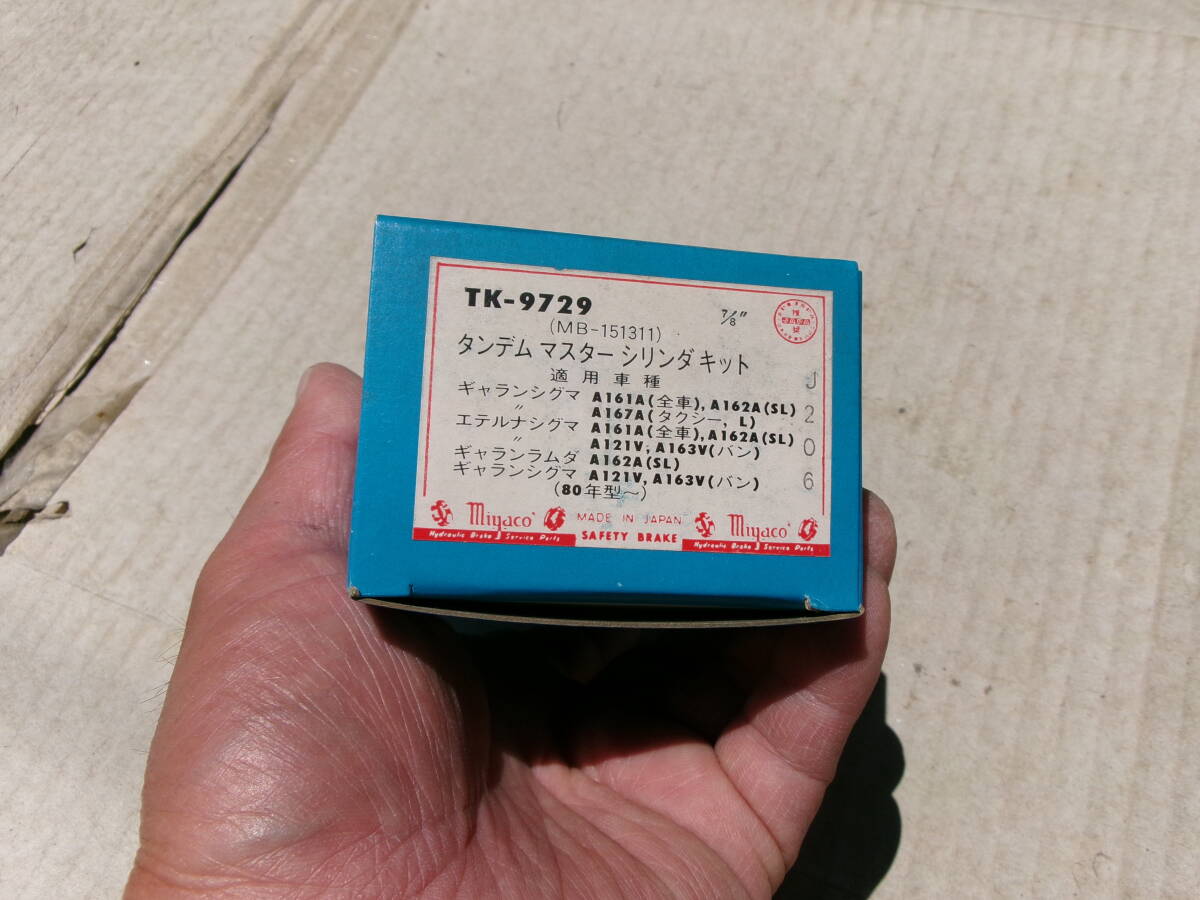 TK-9729
7/8"
(MB-151311)
タンデム マスター シリンダ キット
適用車種
ギャランシグマ A161A(全車), A162A(SL)
〃 A167A(タクシー, L)
エテルナシグマ A161A(全車), A162A(SL)
〃 A121V, A163V(バン)
ギャランラムダ A162A(SL)
ギャランシグマ A121V, A163V(バン)
(80年型~)
J
2
0
6
Miyaco
MADE IN JAPAN
Miyaco
Hydraulic Brake Service Parts
SAFETY BRAKE
Hydraulic Brake Service Parts